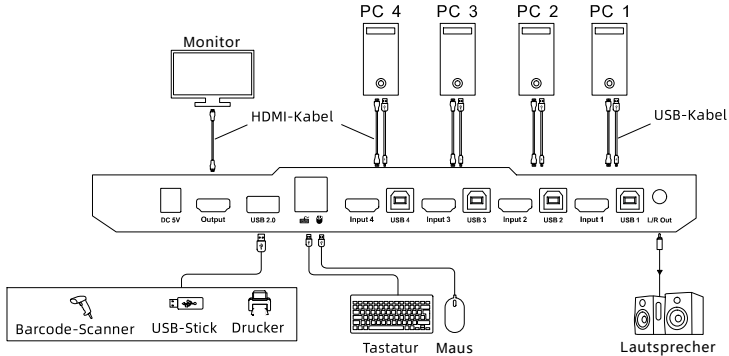 PC 4 PC 3 PC 2 PC 1
Monitor
HDMI-Kabel USB-Kabel
DC 5V Output USB 2.0 Input 4 USB 4 Input 3 USB 3 Input 2 USB 2 Input 1 USB 1 L/R Out
Barcode-Scanner USB-Stick Drucker
Tastatur Maus Lautsprecher